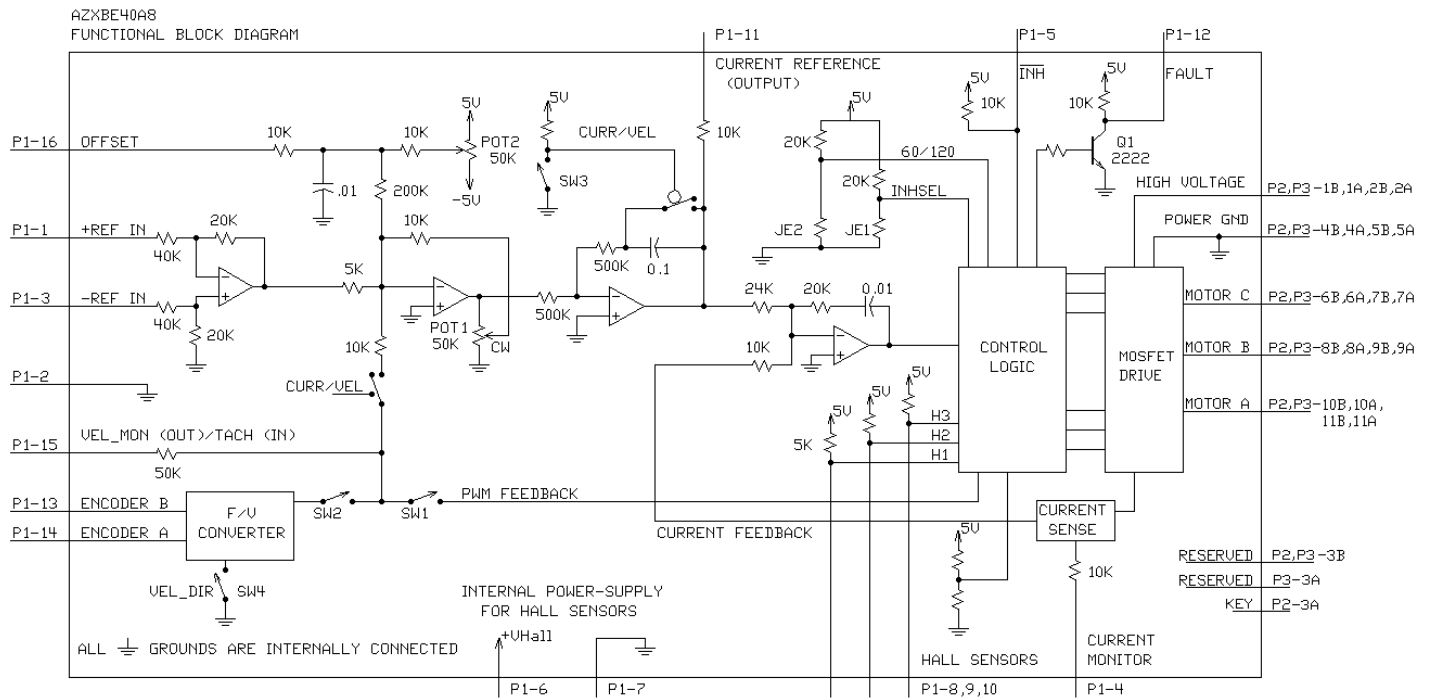 AZXBE40A8
FUNCTIONAL BLOCK DIAGRAM
P1-11
P1-5
P1-12
CURRENT REFERENCE
(OUTPUT)
INH
FAULT
5V
10K
5V
10K
Q1
2222
P1-16 OFFSET
10K
10K
5V
POT2
50K
-5V
.01
200K
5V
SW3
CURR/VEL
10K
5V
20K
60/120
20K
INHSEL
JE2
JE1
HIGH VOLTAGE P2,P3-1B,1A,2B,2A
POWER GND P2,P3-4B,4A,5B,5A
P1-1 +REF IN
40K
20K
P1-3 -REF IN
40K
20K
5K
10K
POT1
50K
CW
500K
500K
0.1
24K
20K
0.01
10K
CONTROL
LOGIC
MOSFET
DRIVE
MOTOR C P2,P3-6B,6A,7B,7A
MOTOR B P2,P3-8B,8A,9B,9A
MOTOR A P2,P3-10B,10A,
11B,11A
P1-2
10K
CURR/VEL
5V
5V
5V
5K
H3
H2
H1
P1-15 VEL_MON (OUT)/TACH (IN)
50K
P1-13 ENCODER B
P1-14 ENCODER A
F/V
CONVERTER
SW2
SW1
PWM FEEDBACK
CURRENT FEEDBACK
CURRENT
SENSE
5V
10K
VEL_DIR
SW4
RESERVED P2,P3-3B
RESERVED P3-3A
KEY P2-3A
INTERNAL POWER-SUPPLY
FOR HALL SENSORS
+VHall
ALL GROUNDS ARE INTERNALLY CONNECTED
HALL SENSORS
CURRENT
MONITOR
P1-6
P1-7
P1-8,9,10
P1-4